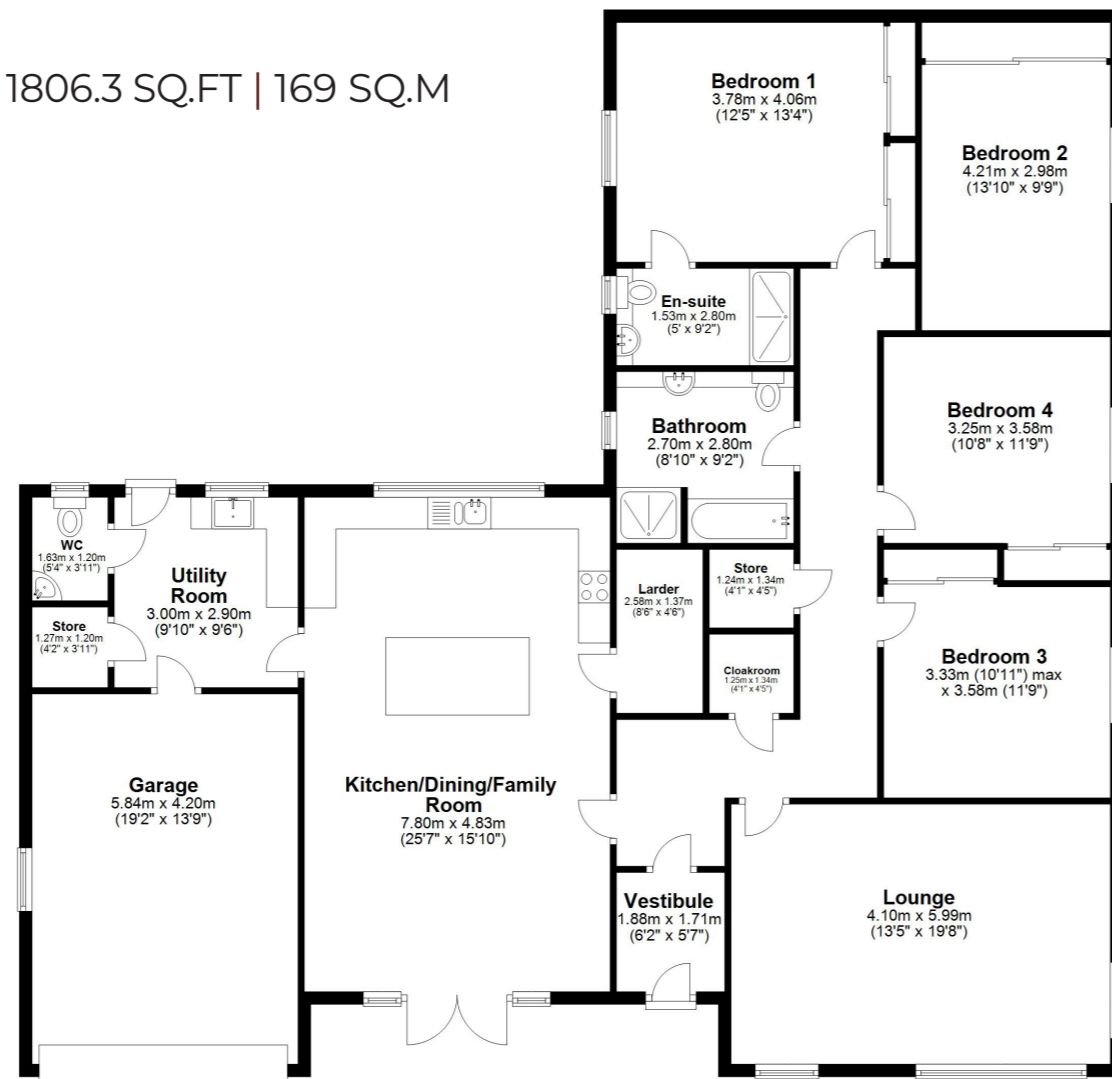 1806.3 SQ.FT | 169 SQ.M
Bedroom 1
3.78m x 4.06m
(12'5" x 13'4")
Bedroom 2
4.21m x 2.98m
(13'10" x 9'9")
En-suite
1.53m x 2.80m
(5' x 9'2")
Bathroom
2.70m x 2.80m
(8'10" x 9'2")
Bedroom 4
3.25m x 3.58m
(10'8" x 11'9")
WC
1.63m x 1.20m
(5'4" x 3'11")
Utility
Room
3.00m x 2.90m
(9'10" x 9'6")
Store
1.27m x 1.20m
(4'2" x 3'11")
Larder
2.58m x 1.37m
(8'6" x 4'6")
Store
1.24m x 1.34m
(4'1" x 4'5")
Cloakroom
1.25m x 1.34m
(4'1" x 4'5")
Bedroom 3
3.33m (10'11") max
x 3.58m (11'9")
Garage
5.84m x 4.20m
(19'2" x 13'9")
Kitchen/Dining/Family
Room
7.80m x 4.83m
(25'7" x 15'10")
Vestibule
1.88m x 1.71m
(6'2" x 5'7")
Lounge
4.10m x 5.99m
(13'5" x 19'8")